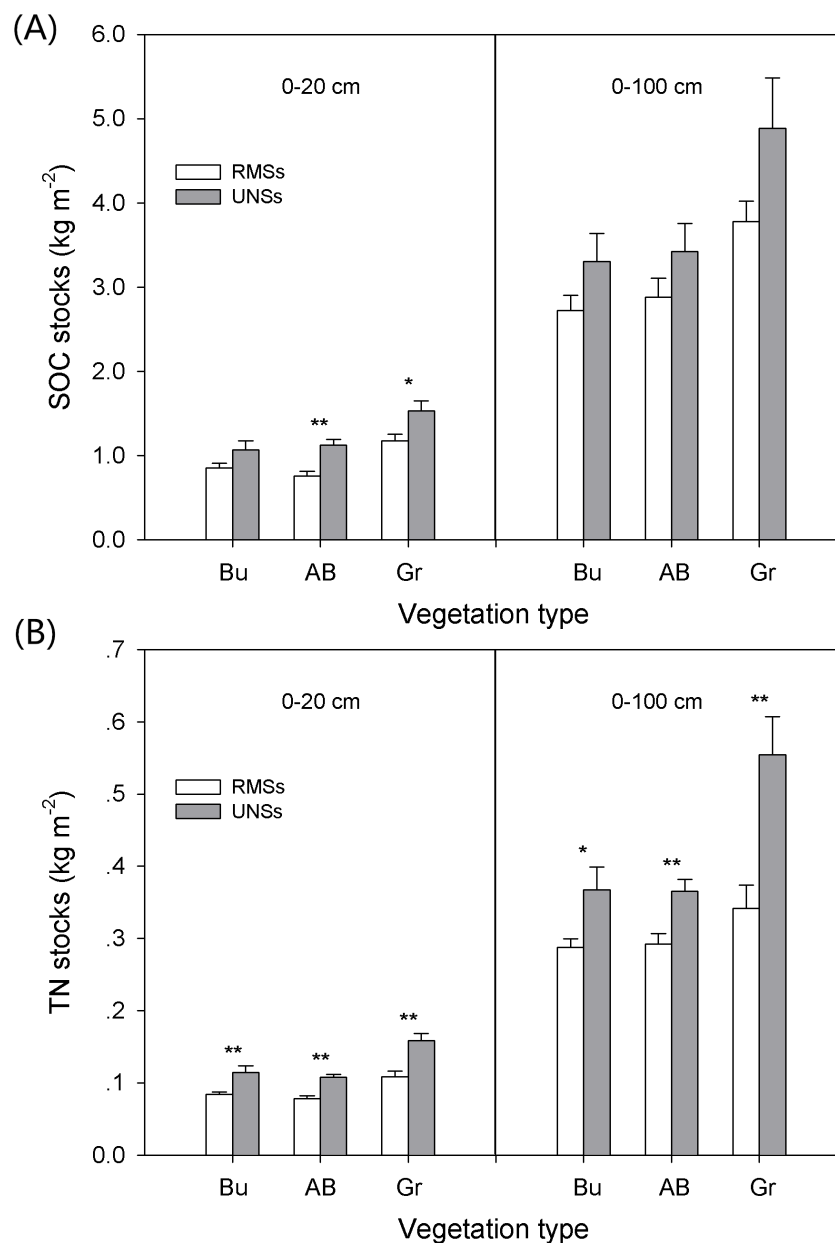 (A)
SOC stocks (kg m-2)
6.0
5.0
4.0
3.0
2.0
1.0
0.0
0-20 cm
0-100 cm
RMSs
UNSs
**
*
Bu AB Gr Bu AB Gr
Vegetation type
(B)
TN stocks (kg m-2)
.7
.6
.5
.4
.3
.2
.1
0.0
0-20 cm
0-100 cm
RMSs
UNSs
** ** ** * ** **
Bu AB Gr Bu AB Gr
Vegetation type